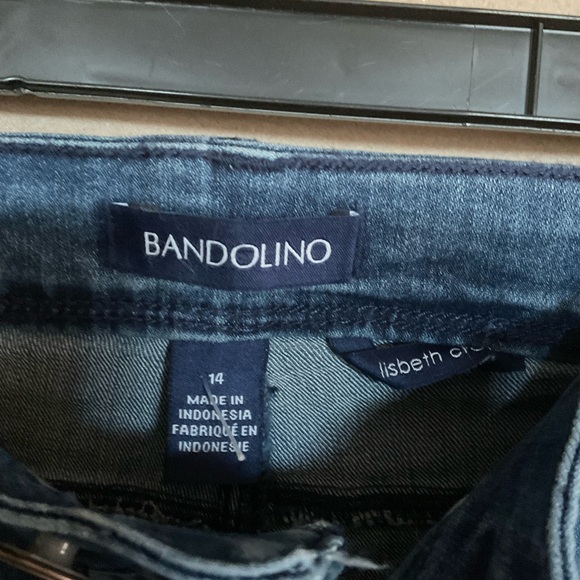 BANDOLINO
lisbeth
14
MADE IN
INDONESIA
FABRIQUÉ EN
INDONESIE